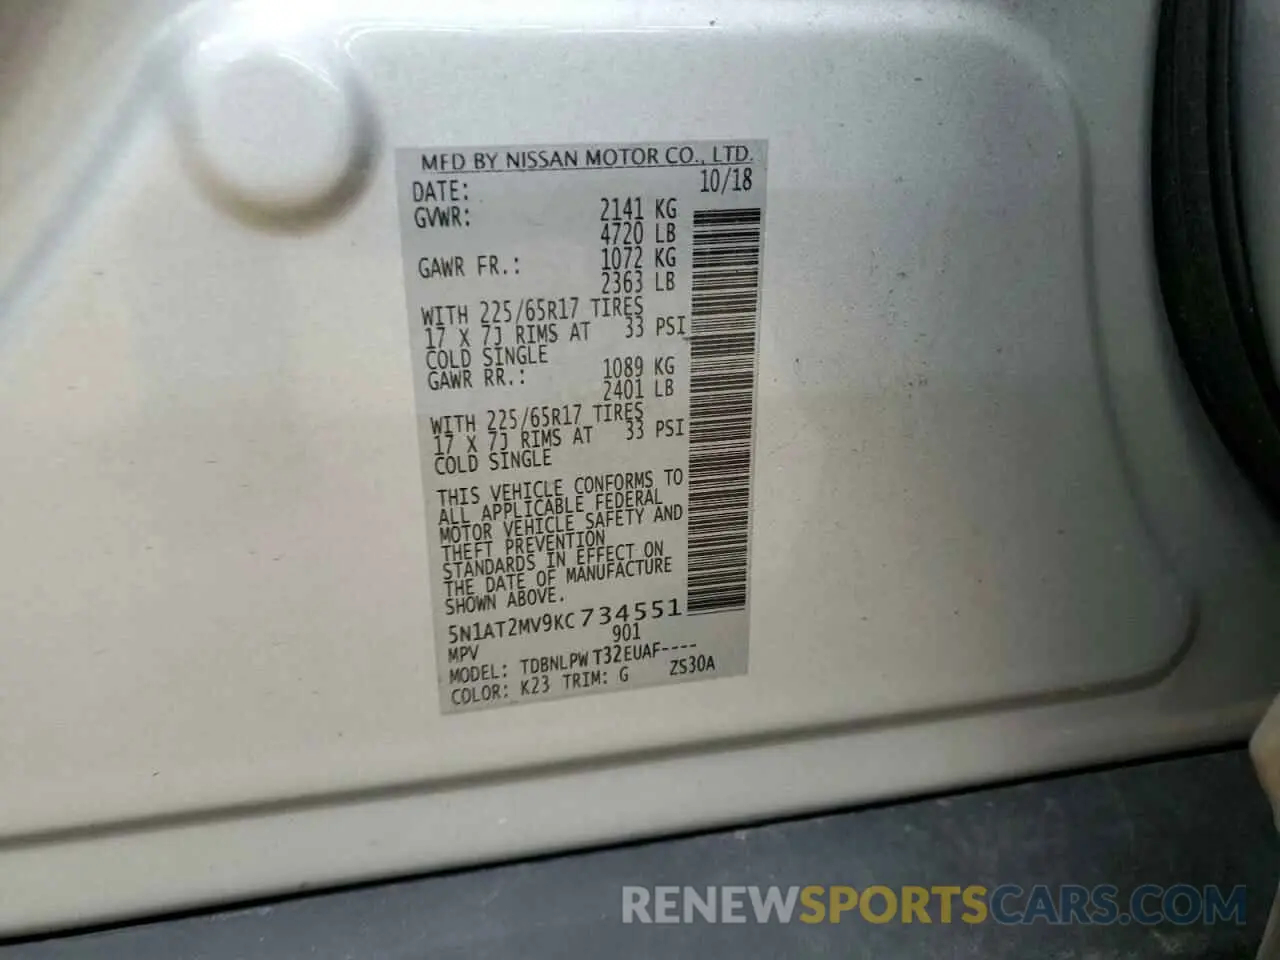 MFD BY NISSAN MOTOR CO., LTD.
DATE: 10/18
GVWR: 2141 KG
4720 LB
GAWR FR.: 1072 KG
2363 LB
WITH 225/65R17 TIRES
17 X 7J RIMS AT 33 PSI
COLD SINGLE
GAWR RR.: 1089 KG
2401 LB
WITH 225/65R17 TIRES
17 X 7J RIMS AT 33 PSI
COLD SINGLE
THIS VEHICLE CONFORMS TO
ALL APPLICABLE FEDERAL
MOTOR VEHICLE SAFETY AND
THEFT PREVENTION
STANDARDS IN EFFECT ON
THE DATE OF MANUFACTURE
SHOWN ABOVE.
5N1AT2MV9KC734551
MPV 901
MODEL: TDBNLPW T32EUAF----
COLOR: K23 TRIM: G ZS30A
RENEWSPORTSCARS.COM